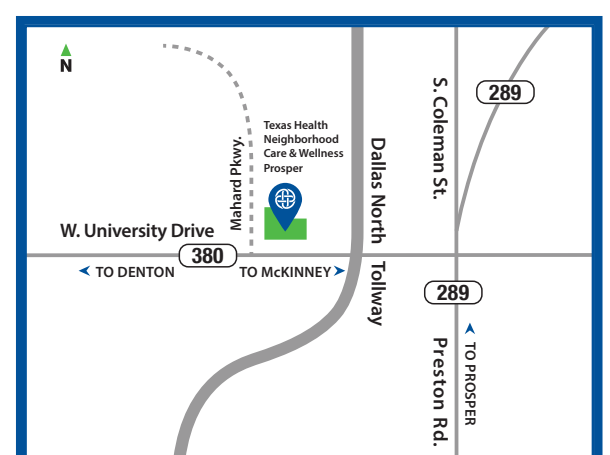 N
Texas Health
Neighborhood
Care & Wellness
Prosper
Mahard Pkwy.
Dallas North Tollway
S. Coleman St.
289
W. University Drive
380
TO DENTON
TO McKINNEY
289
Preston Rd.
TO PROSPER